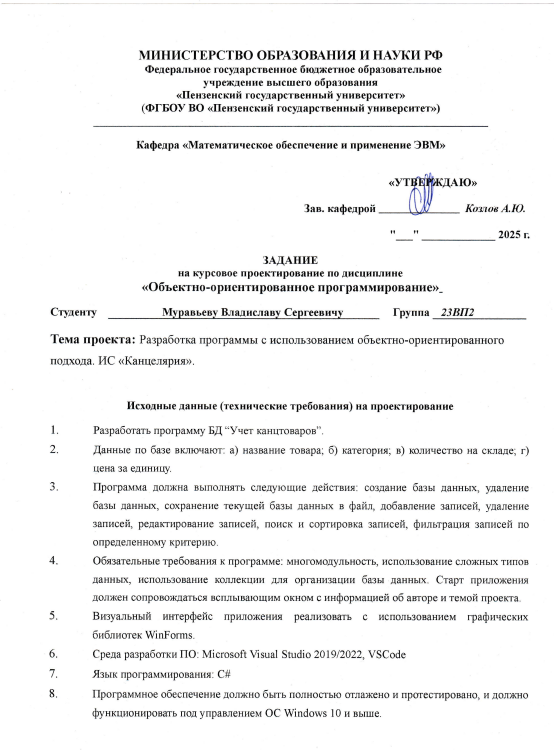 МИНИСТЕРСТВО ОБРАЗОВАНИЯ И НАУКИ РФ
Федеральное государственное бюджетное образовательное
учреждение высшего образования
«Пензенский государственный университет»
(ФГБОУ ВО «Пензенский государственный университет»)
Кафедра «Математическое обеспечение и применение ЭВМ»
«УТВЕРЖДАЮ»
Зав. кафедрой ______________ Козлов А.Ю.
"___" _____________ 2025 г.
ЗАДАНИЕ
на курсовое проектирование по дисциплине
«Объектно-ориентированное программирование»
Студенту Муравьеву Владиславу Сергеевичу Группа 23ВП2
Тема проекта: Разработка программы с использованием объектно-ориентированного
подхода. ИС «Канцелярия».
Исходные данные (технические требования) на проектирование
1. Разработать программу БД “Учет канцтоваров”.
2. Данные по базе включают: а) название товара; б) категория; в) количество на складе; г)
цена за единицу.
3. Программа должна выполнять следующие действия: создание базы данных, удаление
базы данных, сохранение текущей базы данных в файл, добавление записей, удаление
записей, редактирование записей, поиск и сортировка записей, фильтрация записей по
определенному критерию.
4. Обязательные требования к программе: многомодульность, использование сложных типов
данных, использование коллекции для организации базы данных. Старт приложения
должен сопровождаться всплывающим окном с информацией об авторе и темой проекта.
5. Визуальный интерфейс приложения реализовать с использованием графических
библиотек WinForms.
6. Среда разработки ПО: Microsoft Visual Studio 2019/2022, VSCode
7. Язык программирования: C#
8. Программное обеспечение должно быть полностью отлажено и протестировано, и должно
функционировать под управлением ОС Windows 10 и выше.